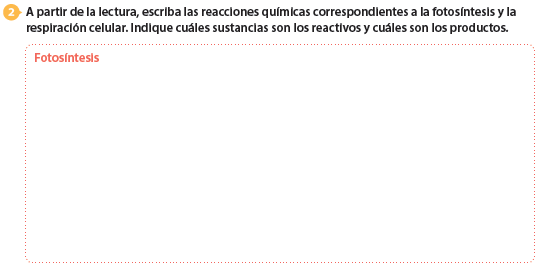 2 A partir de la lectura, escriba las reacciones químicas correspondientes a la fotosíntesis y la
respiración celular. Indique cuáles sustancias son los reactivos y cuáles son los productos.
Fotosíntesis